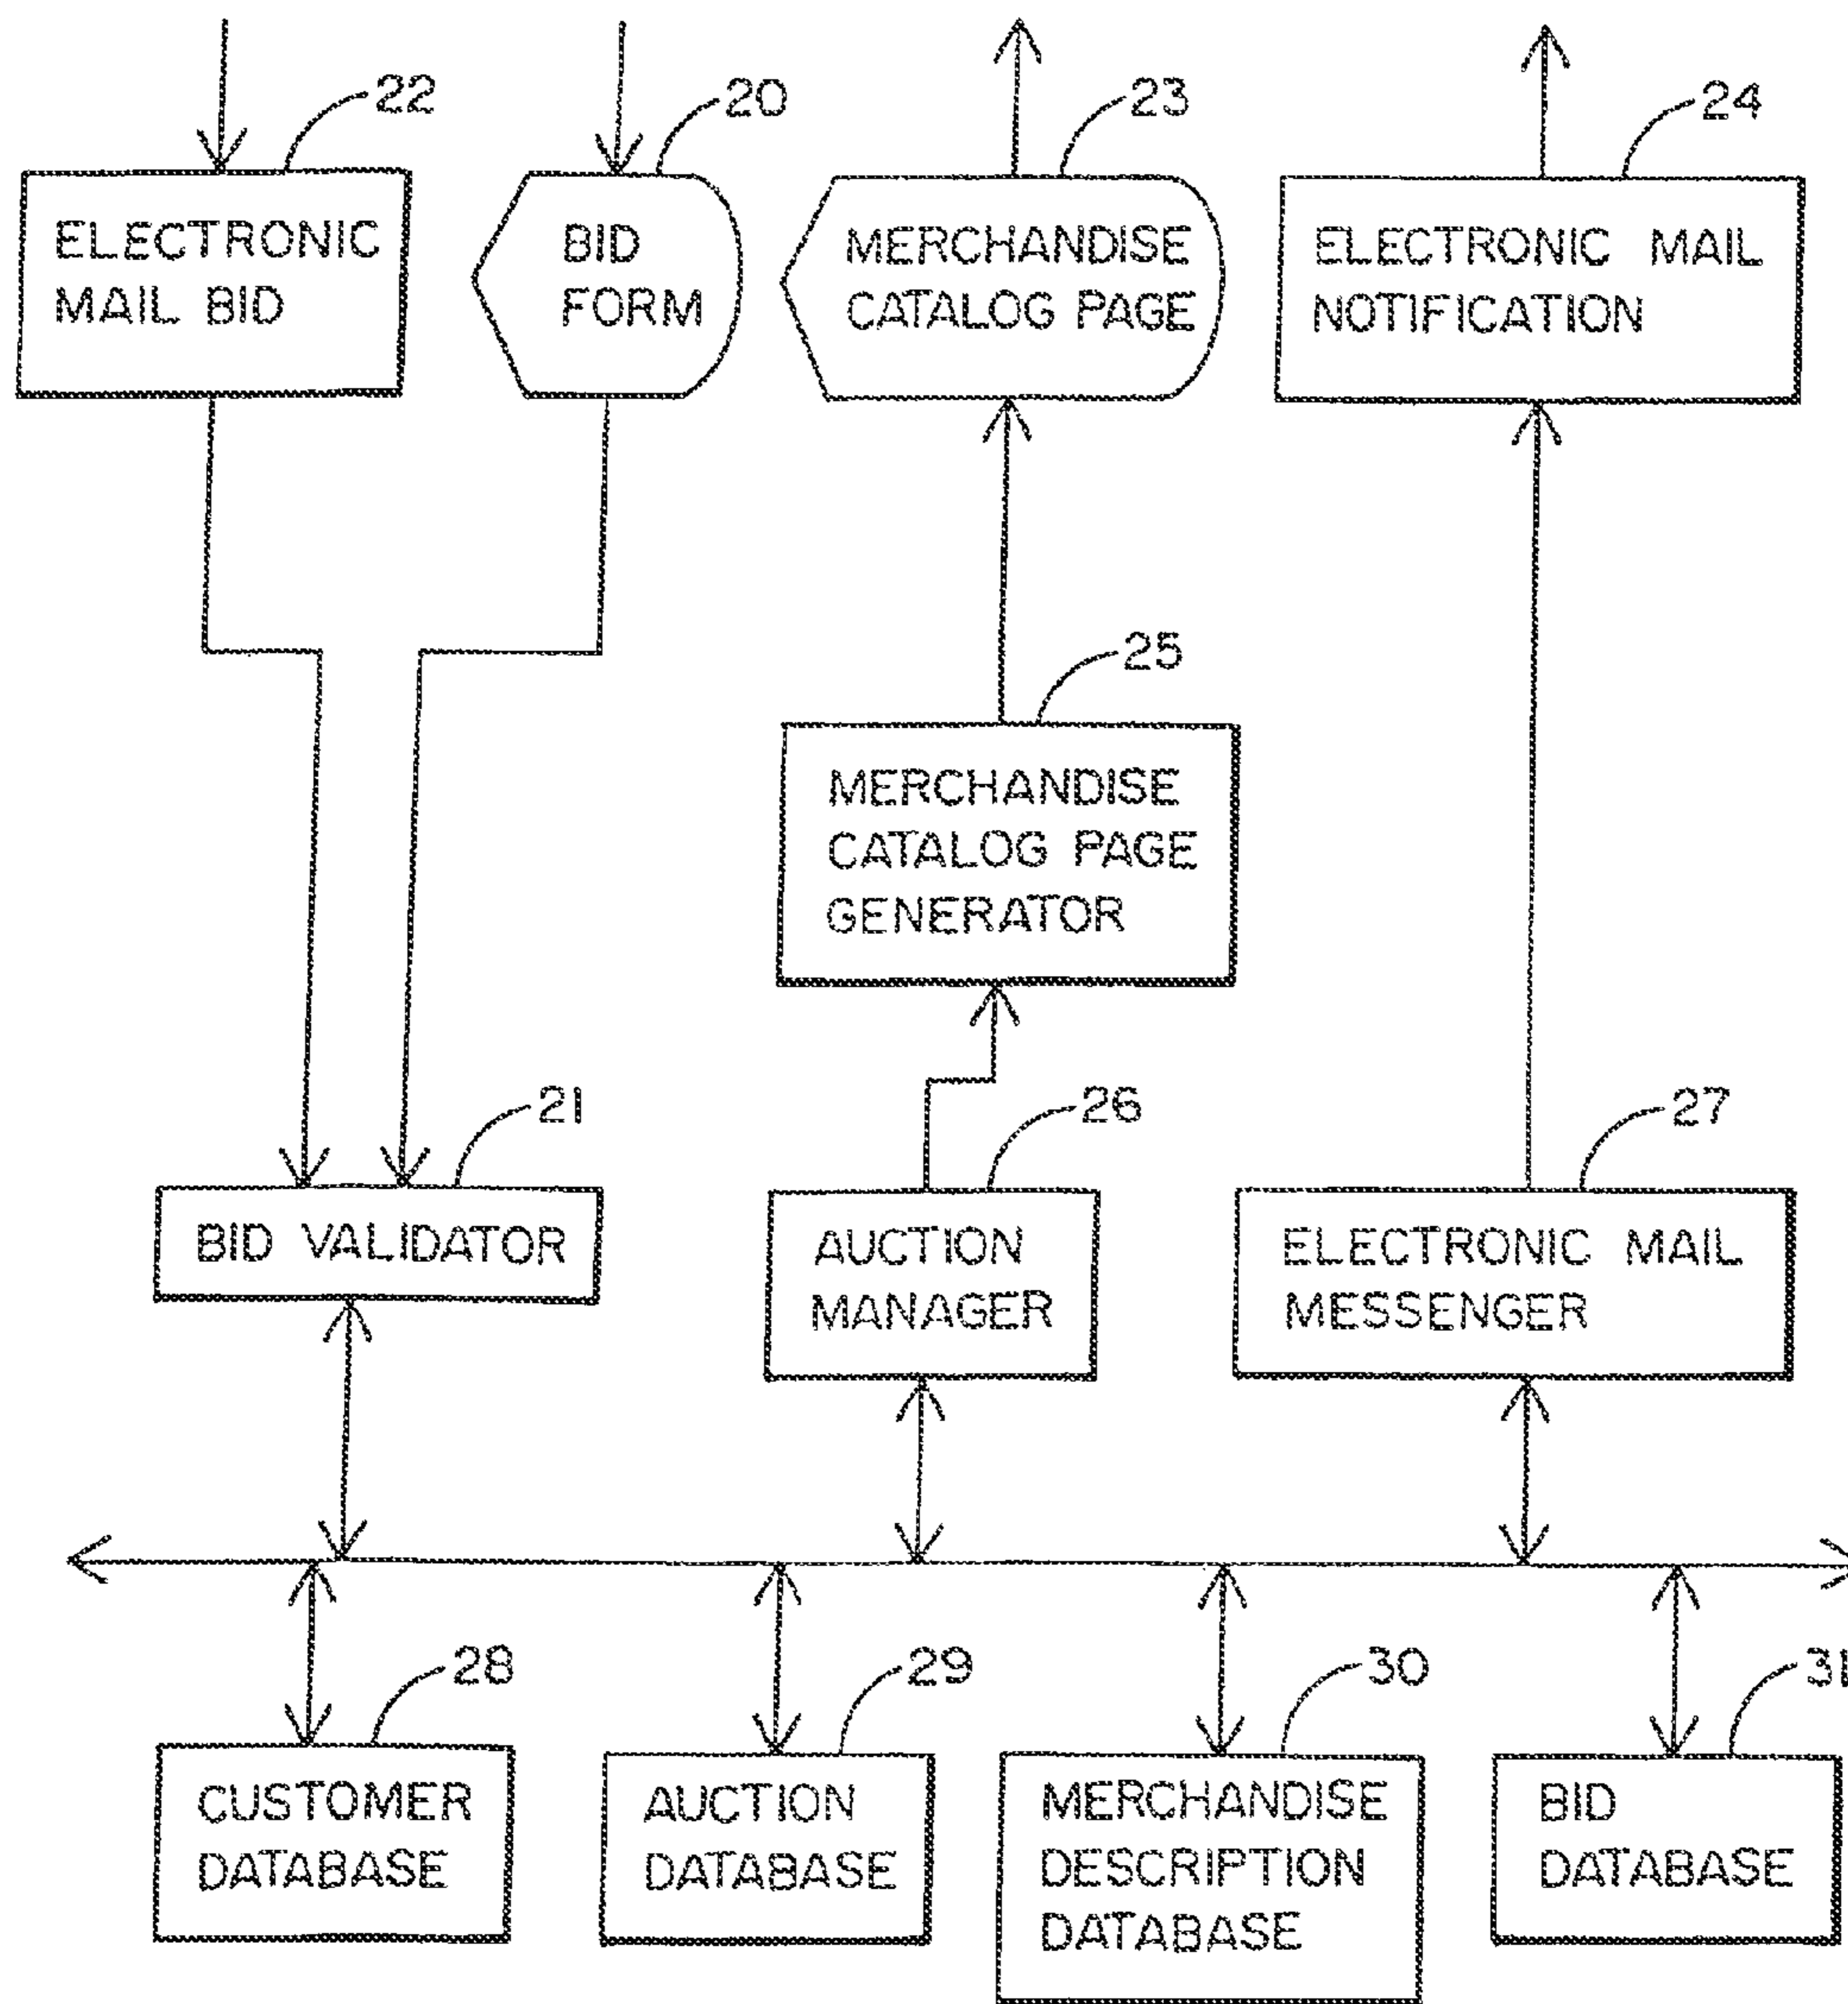 22
20
23
24
ELECTRONIC
MAIL BID
BID
FORM
MERCHANDISE
CATALOG PAGE
ELECTRONIC MAIL
NOTIFICATION
25
MERCHANDISE
CATALOG PAGE
GENERATOR
21
26
27
BID VALIDATOR
AUCTION
MANAGER
ELECTRONIC MAIL
MESSENGER
28
29
30
31
CUSTOMER
DATABASE
AUCTION
DATABASE
MERCHANDISE
DESCRIPTION
DATABASE
BID
DATABASE